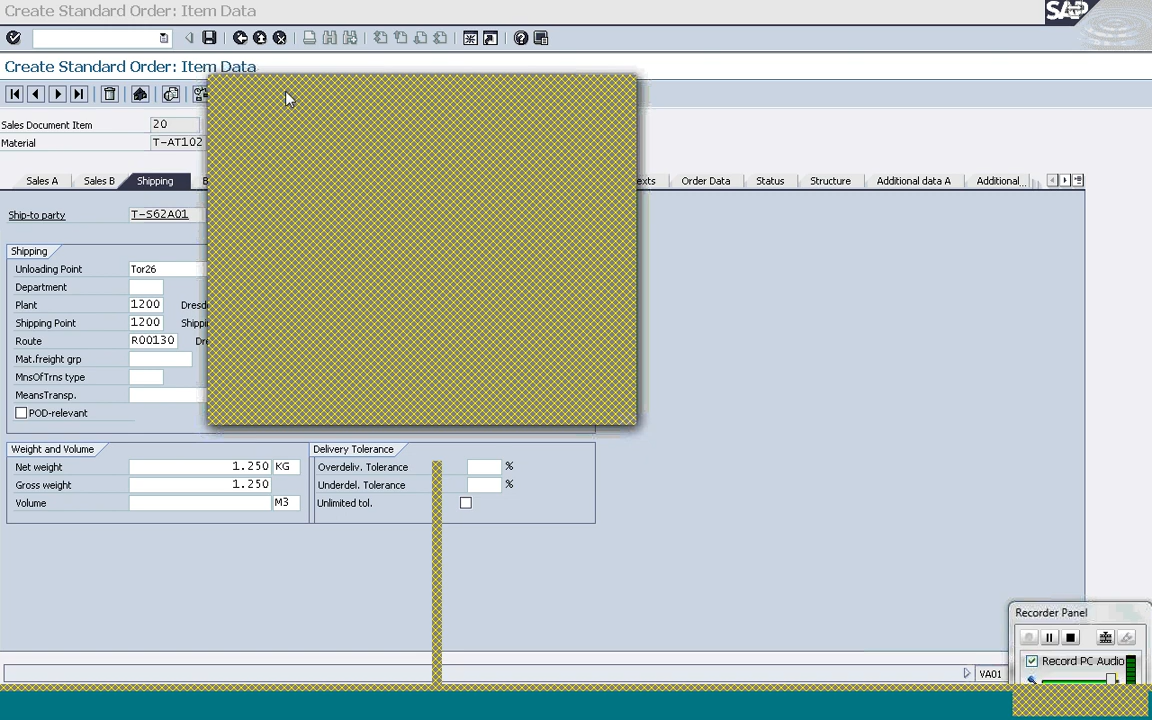 Create Standard Order: Item Data
SAP
Create Standard Order: Item Data
Sales Document Item 20
Material T-AT102
Sales A Sales B Shipping Order Data Status Structure Additional data A Additional...
Ship-to party T-S62A01
Shipping
Unloading Point Tor26
Department
Plant 1200
Shipping Point 1200
Route R00130
Mat.freight grp
MnsOfTrns type
MeansTransp.
POD-relevant
Weight and Volume Delivery Tolerance
Net weight 1.250 KG Overdeliv. Tolerance %
Gross weight 1.250 Underdel. Tolerance %
Volume M3 Unlimited tol.
Recorder Panel
Record PC Audio
VA01